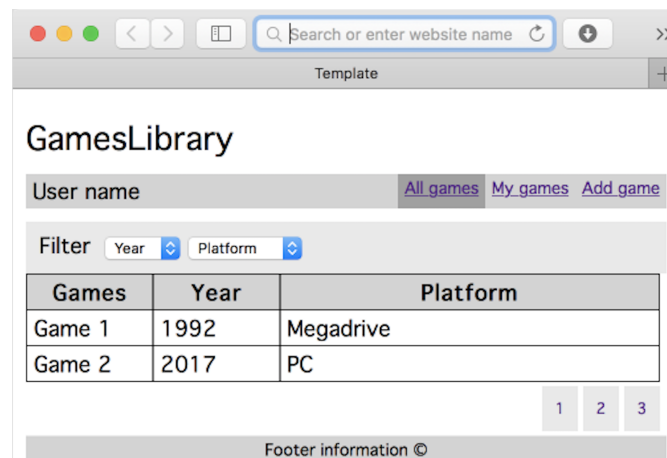 Search or enter website name
Template
GamesLibrary
User name All games My games Add game
Filter Year Platform
Games Year Platform
Game 1 1992 Megadrive
Game 2 2017 PC
1 2 3
Footer information ©